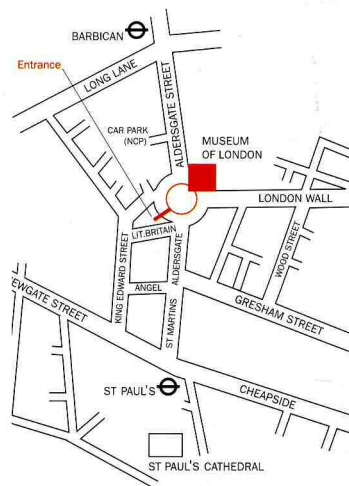 BARBICAN
Entrance
LONG LANE
ALDERSGATE STREET
CAR PARK
(NCP)
MUSEUM
OF LONDON
LONDON WALL
LIT.BRITAIN
ALDERSGATE
KING EDWARD STREET
WOOD STREET
ANGEL
GRESHAM STREET
EWGATE STREET
ST MARTINS
ST PAUL'S
CHEAPSIDE
ST PAUL'S CATHEDRAL